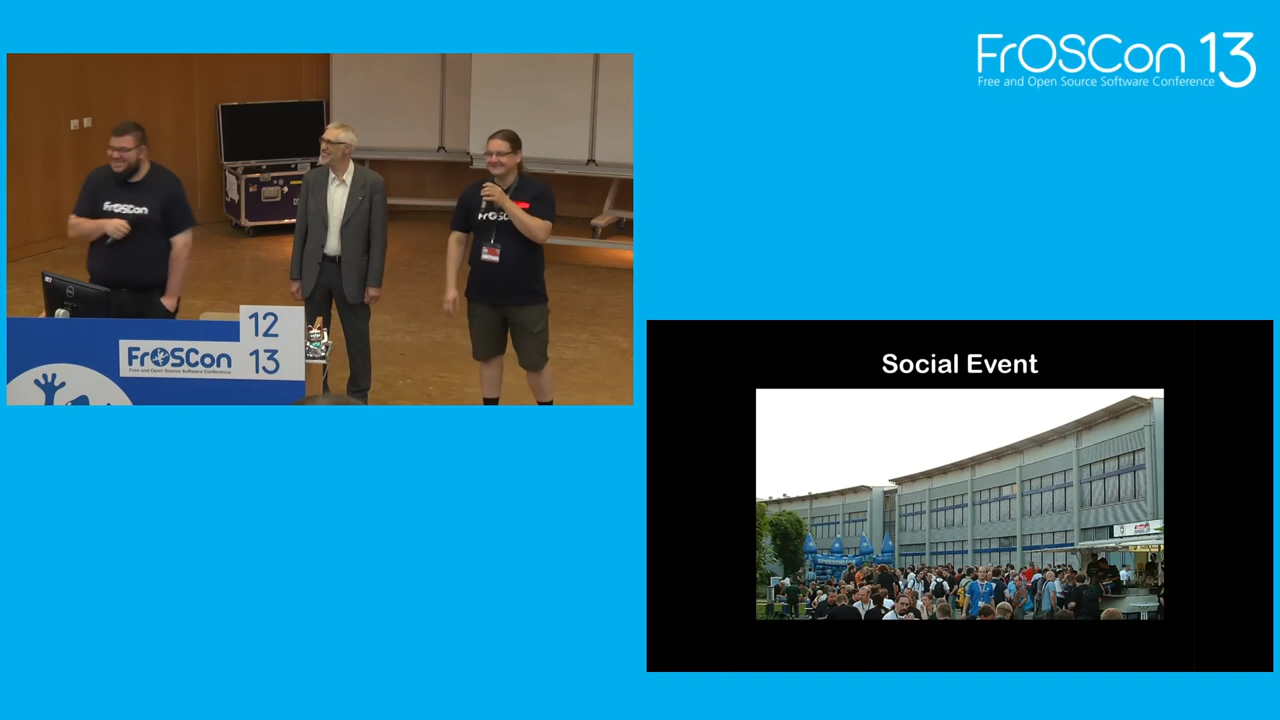 FrOSCon 13
Free and Open Source Software Conference
FrOSCon
FrOSCon
DELL
12
13
FrOSCon
Free and Open Source Software Conference
Social Event